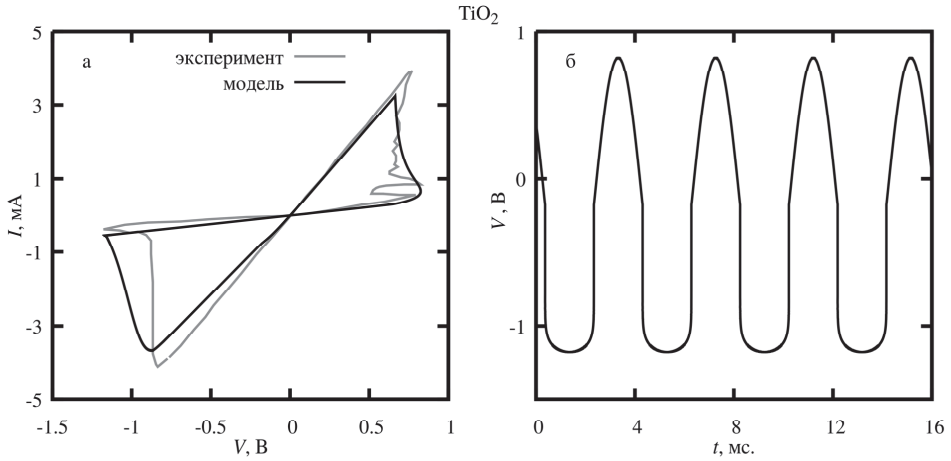 TiO2
а
эксперимент
модель
5
3
1
-1
-3
-5
I, мА
-1.5
-1
-0.5
0
0.5
1
V, В
б
1
0
-1
V, В
0
4
8
12
16
t, мс.